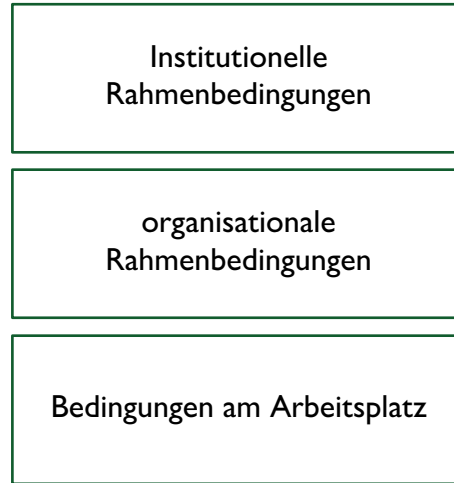 Institutionelle
Rahmenbedingungen
organisationale
Rahmenbedingungen
Bedingungen am Arbeitsplatz